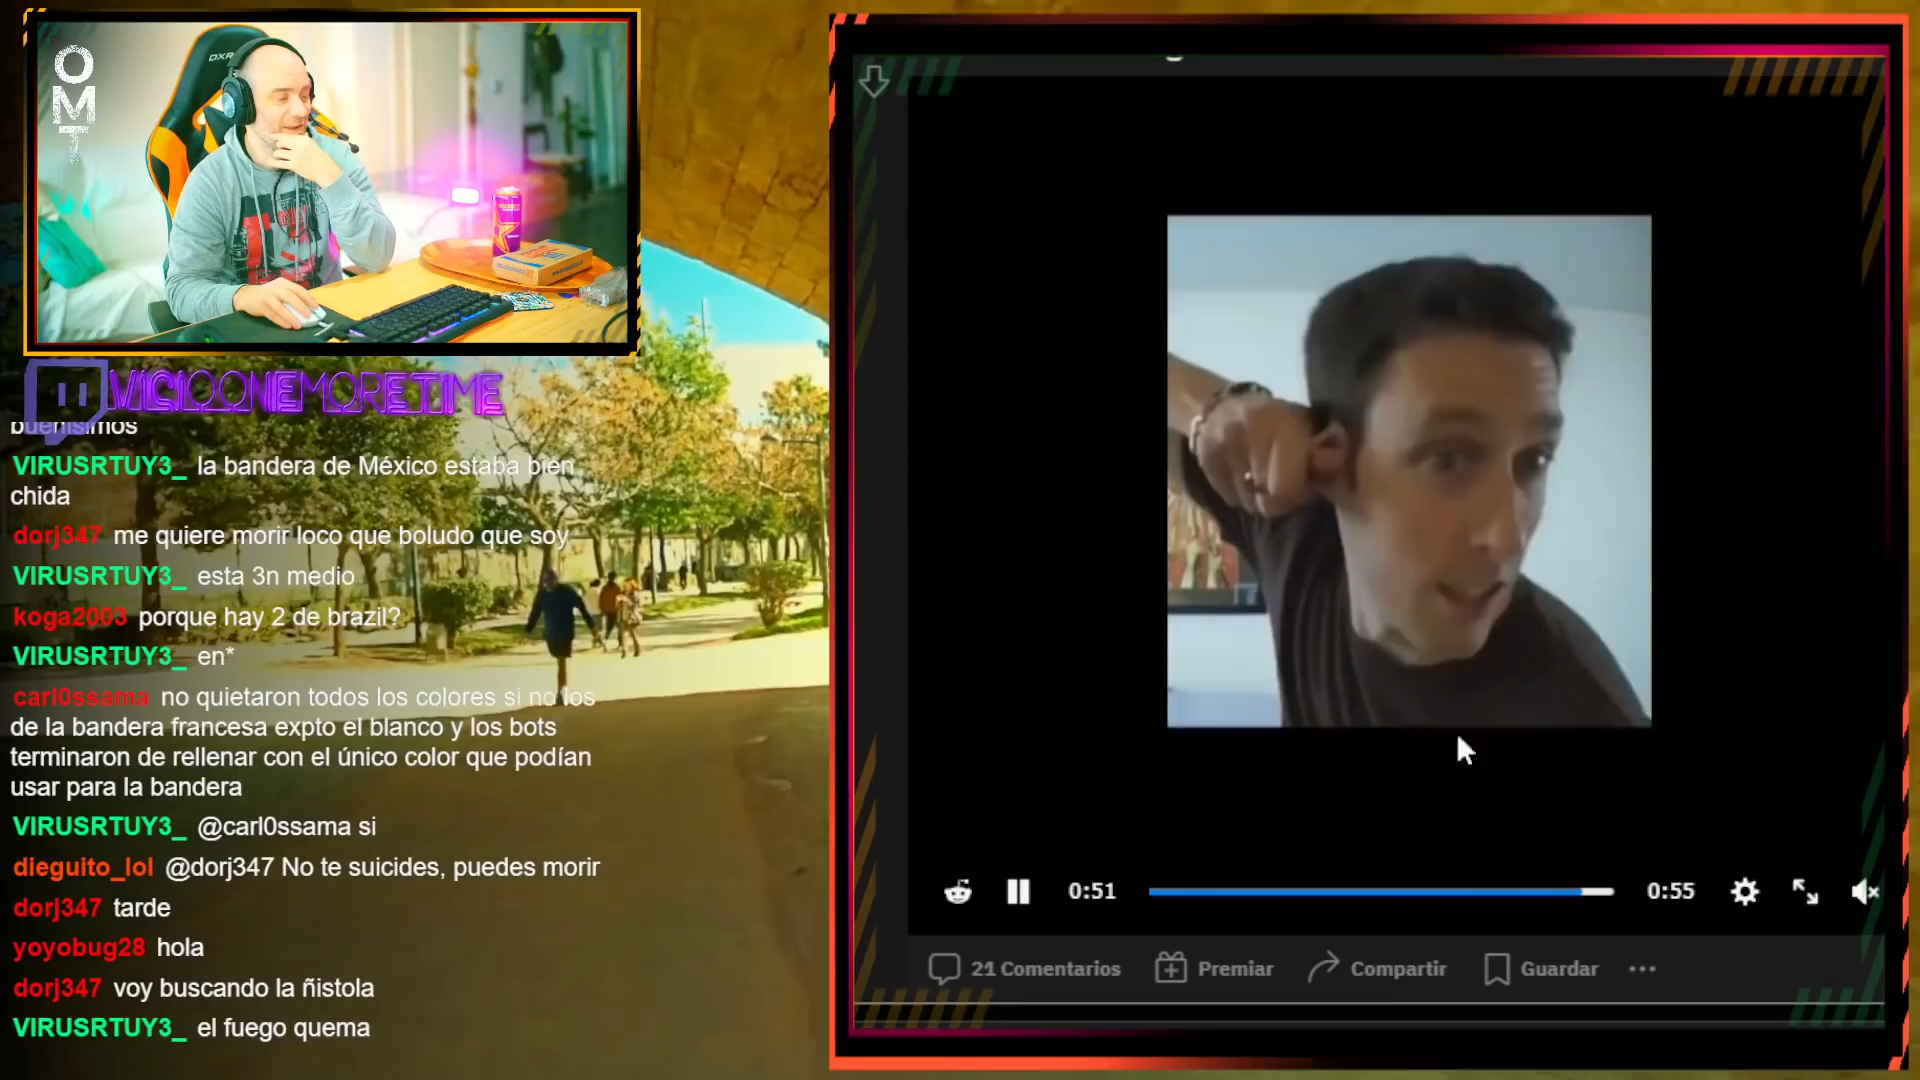 OMT
DXR
VICIOONEMORETIME
buenisimos
VIRUSRTUY3_ la bandera de México estaba bien
chida
dorj347 me quiere morir loco que boludo que soy
VIRUSRTUY3_ esta 3n medio
koga2003 porque hay 2 de brazil?
VIRUSRTUY3_ en*
carl0ssama no quietaron todos los colores si no los
de la bandera francesa expto el blanco y los bots
terminaron de rellenar con el único color que podían
usar para la bandera
VIRUSRTUY3_ @carl0ssama si
dieguito_lol @dorj347 No te suicides, puedes morir
dorj347 tarde
yoyobug28 hola
dorj347 voy buscando la ñistola
VIRUSRTUY3_ el fuego quema
0:51
0:55
21 Comentarios Premiar Compartir Guardar